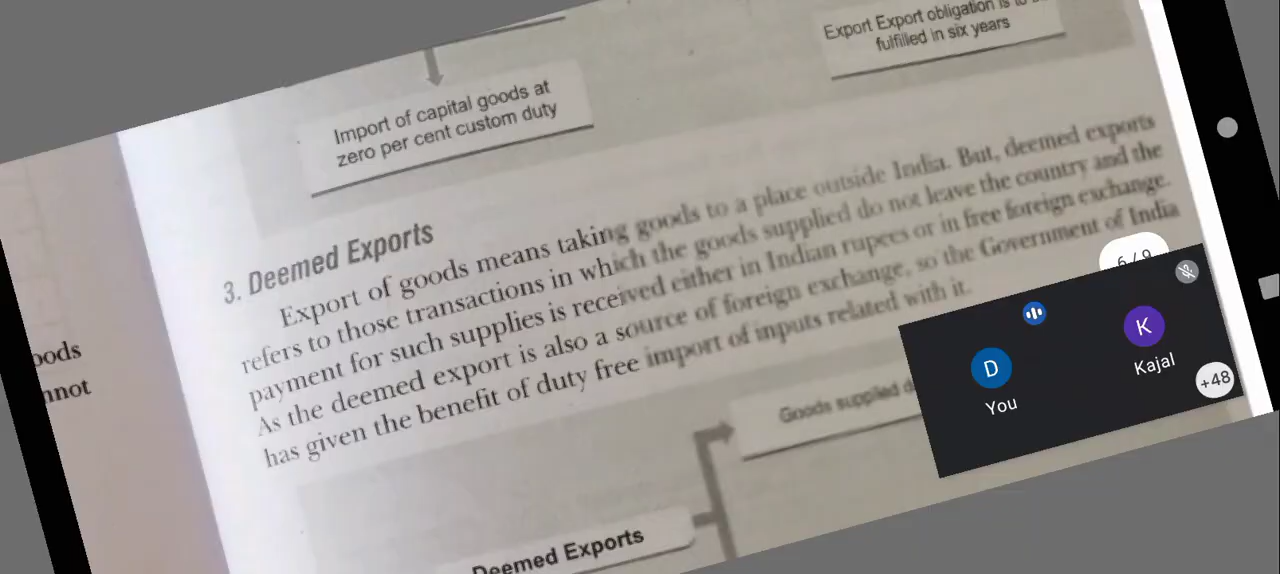 Export Export obligation is to
fulfilled in six years
Import of capital goods at
zero per cent custom duty
3. Deemed Exports
Export of goods means taking goods to a place outside India. But, deemed exports
refers to those transactions in which the goods supplied do not leave the country and the
payment for such supplies is received either in Indian rupees or in free foreign exchange.
As the deemed export is also a source of foreign exchange, so the Government of India
has given the benefit of duty free import of inputs related with it.
oods
nnot
6/9
Goods supplied
Deemed Exports
D
You
K
Kajal
+48